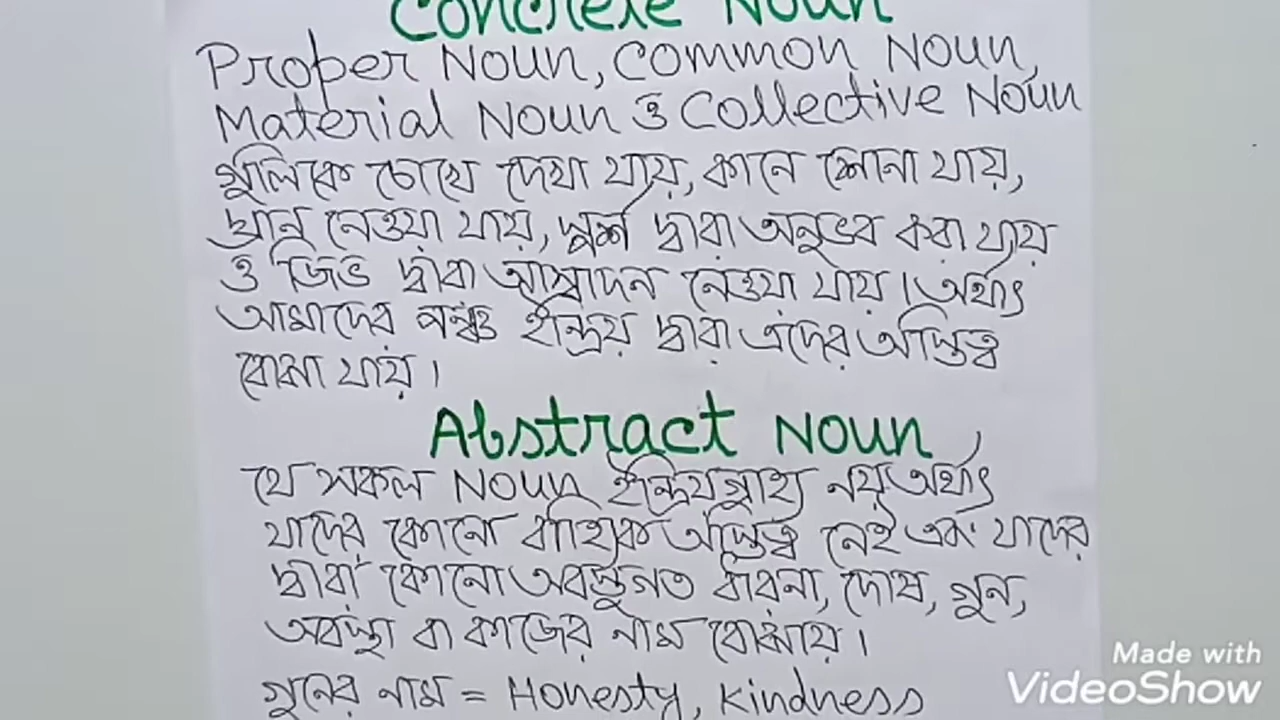 Concrete Noun
Proper Noun, Common Noun,
Material Noun ও Collective Noun
গুলিকে চোখে দেখা যায়, কানে শোনা যায়,
ঘ্রান নেওয়া যায়, স্পর্শ দ্বারা অনুভব করা যায়
ও জিভ দ্বারা আস্বাদন নেওয়া যায়। অর্থাৎ
আমাদের পঞ্চ ইন্দ্রিয় দ্বারা এদের অস্তিত্ব
বোঝা যায়।
Abstract Noun
যে সকল Noun ইন্দ্রিয়গ্রাহ্য নয়, অর্থাৎ
যাদের কোনো বাহ্যিক অস্তিত্ব নেই এবং যাদের
দ্বারা কোনো অবস্তুগত ধারনা, দোষ, গুন,
অবস্থা বা কাজের নাম বোঝায়।
গুনের নাম = Honesty, Kindness
Made with
VideoShow